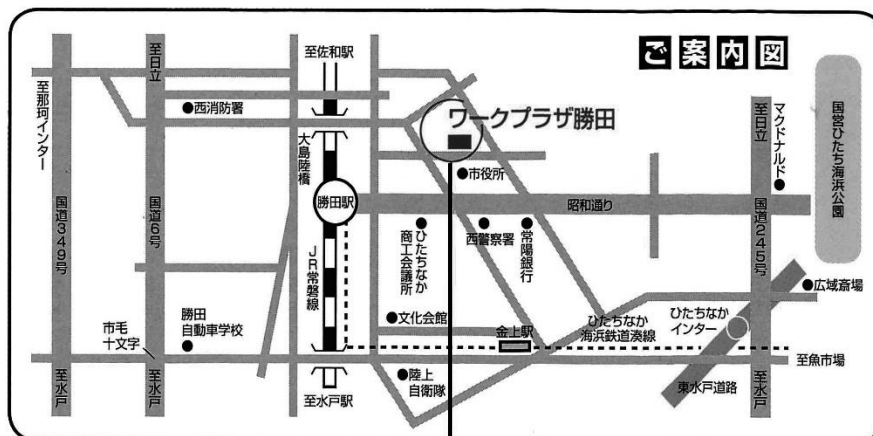 ご案内図
至佐和駅
至日立
至那珂インター
西消防署
大島陸橋
ワークプラザ勝田
市役所
至日立
マクドナルド
国営ひたち海浜公園
勝田駅
昭和通り
国道349号
国道6号
国道245号
JR常磐線
ひたちなか
商工会議所
西警察署
常陽銀行
広域斎場
勝田
自動車学校
文化会館
金上駅
ひたちなか
海浜鉄道湊線
ひたちなか
インター
市毛
十文字
至魚市場
陸上
自衛隊
東水戸道路
至水戸
至水戸
至水戸駅
至水戸